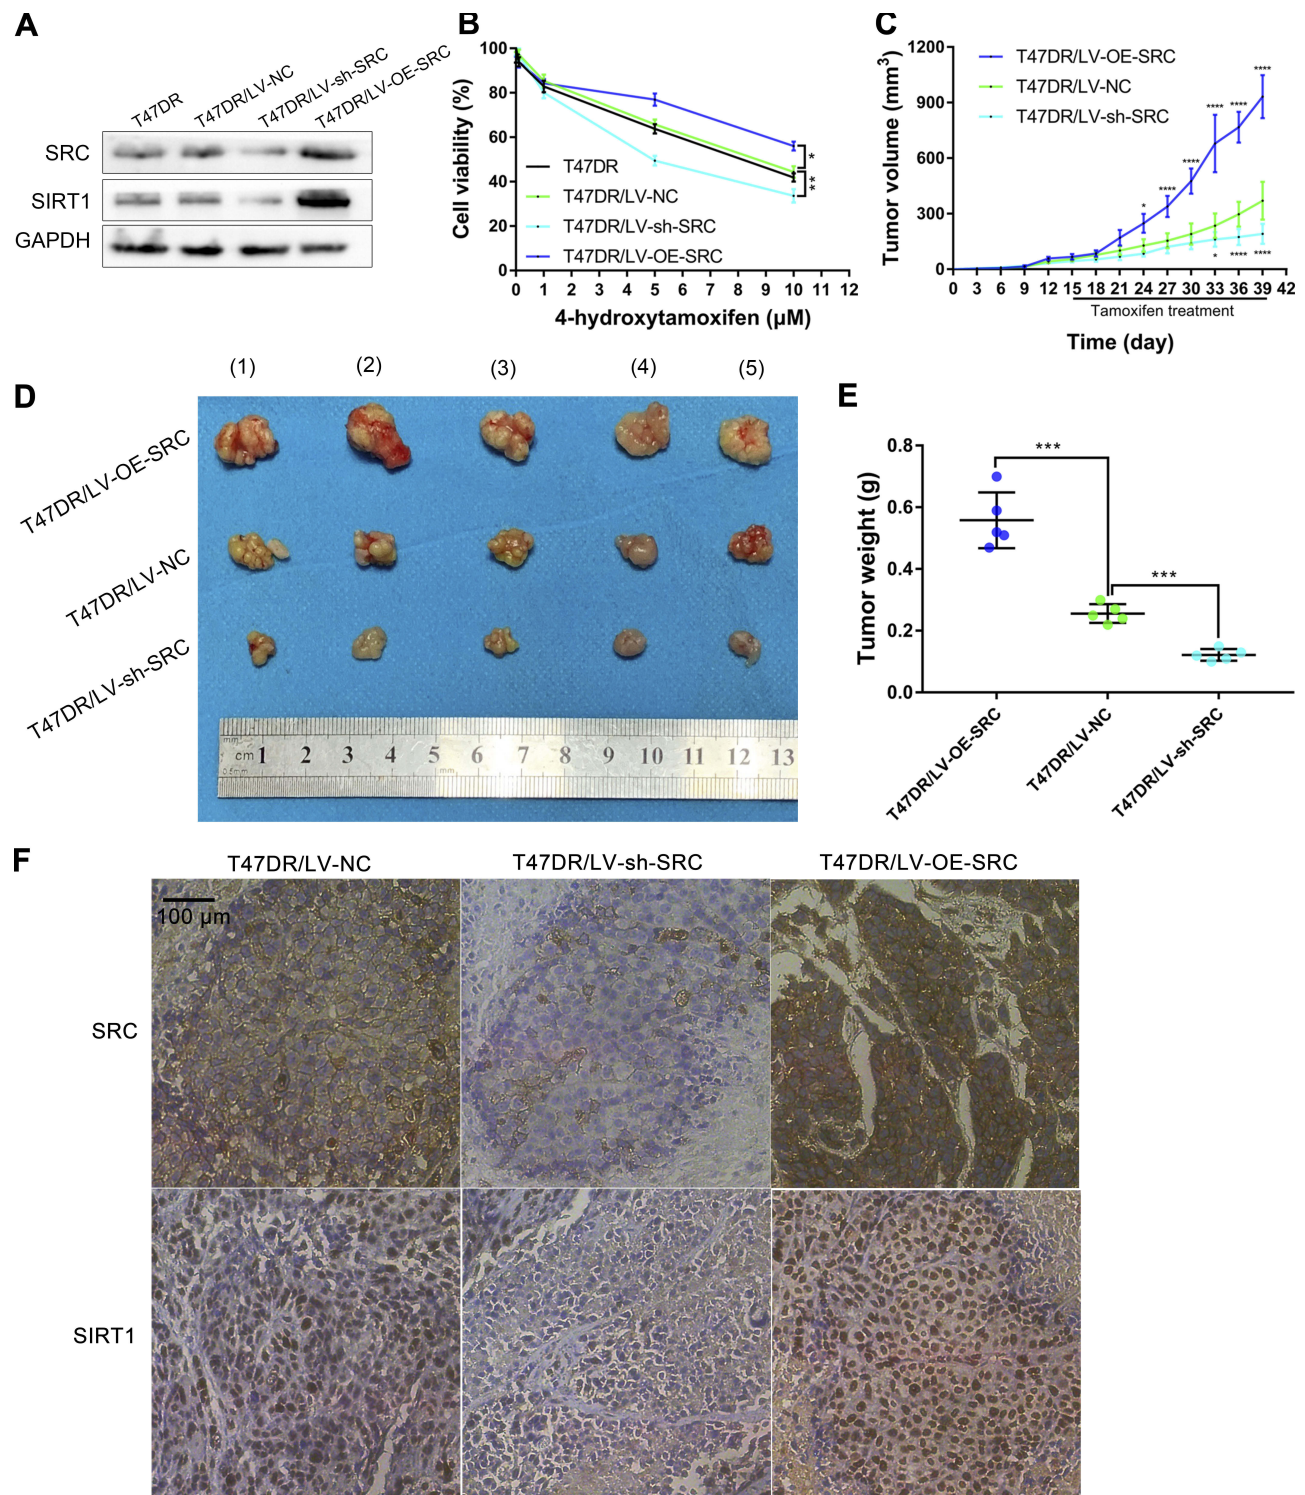 A
T47DR
T47DR/LV-NC
T47DR/LV-sh-SRC
T47DR/LV-OE-SRC
SRC
SIRT1
GAPDH
B
Cell viability (%)
100
80
60
40
20
0
T47DR
T47DR/LV-NC
T47DR/LV-sh-SRC
T47DR/LV-OE-SRC
*
**
0 1 2 3 4 5 6 7 8 9 10 11 12
4-hydroxytamoxifen (μM)
C
Tumor volume (mm³)
1200
900
600
300
0
T47DR/LV-OE-SRC
T47DR/LV-NC
T47DR/LV-sh-SRC
* **** **** **** **** ****
* **** ****
0 3 6 9 12 15 18 21 24 27 30 33 36 39 42
Tamoxifen treatment
Time (day)
D
(1) (2) (3) (4) (5)
T47DR/LV-OE-SRC
T47DR/LV-NC
T47DR/LV-sh-SRC
mm
cm 1 2 3 4 5 6 7 8 9 10 11 12 13
0.5mm
mm
E
Tumor weight (g)
0.8
0.6
0.4
0.2
0.0
***
***
T47DR/LV-OE-SRC
T47DR/LV-NC
T47DR/LV-sh-SRC
F
T47DR/LV-NC T47DR/LV-sh-SRC T47DR/LV-OE-SRC
100 μm
SRC
SIRT1